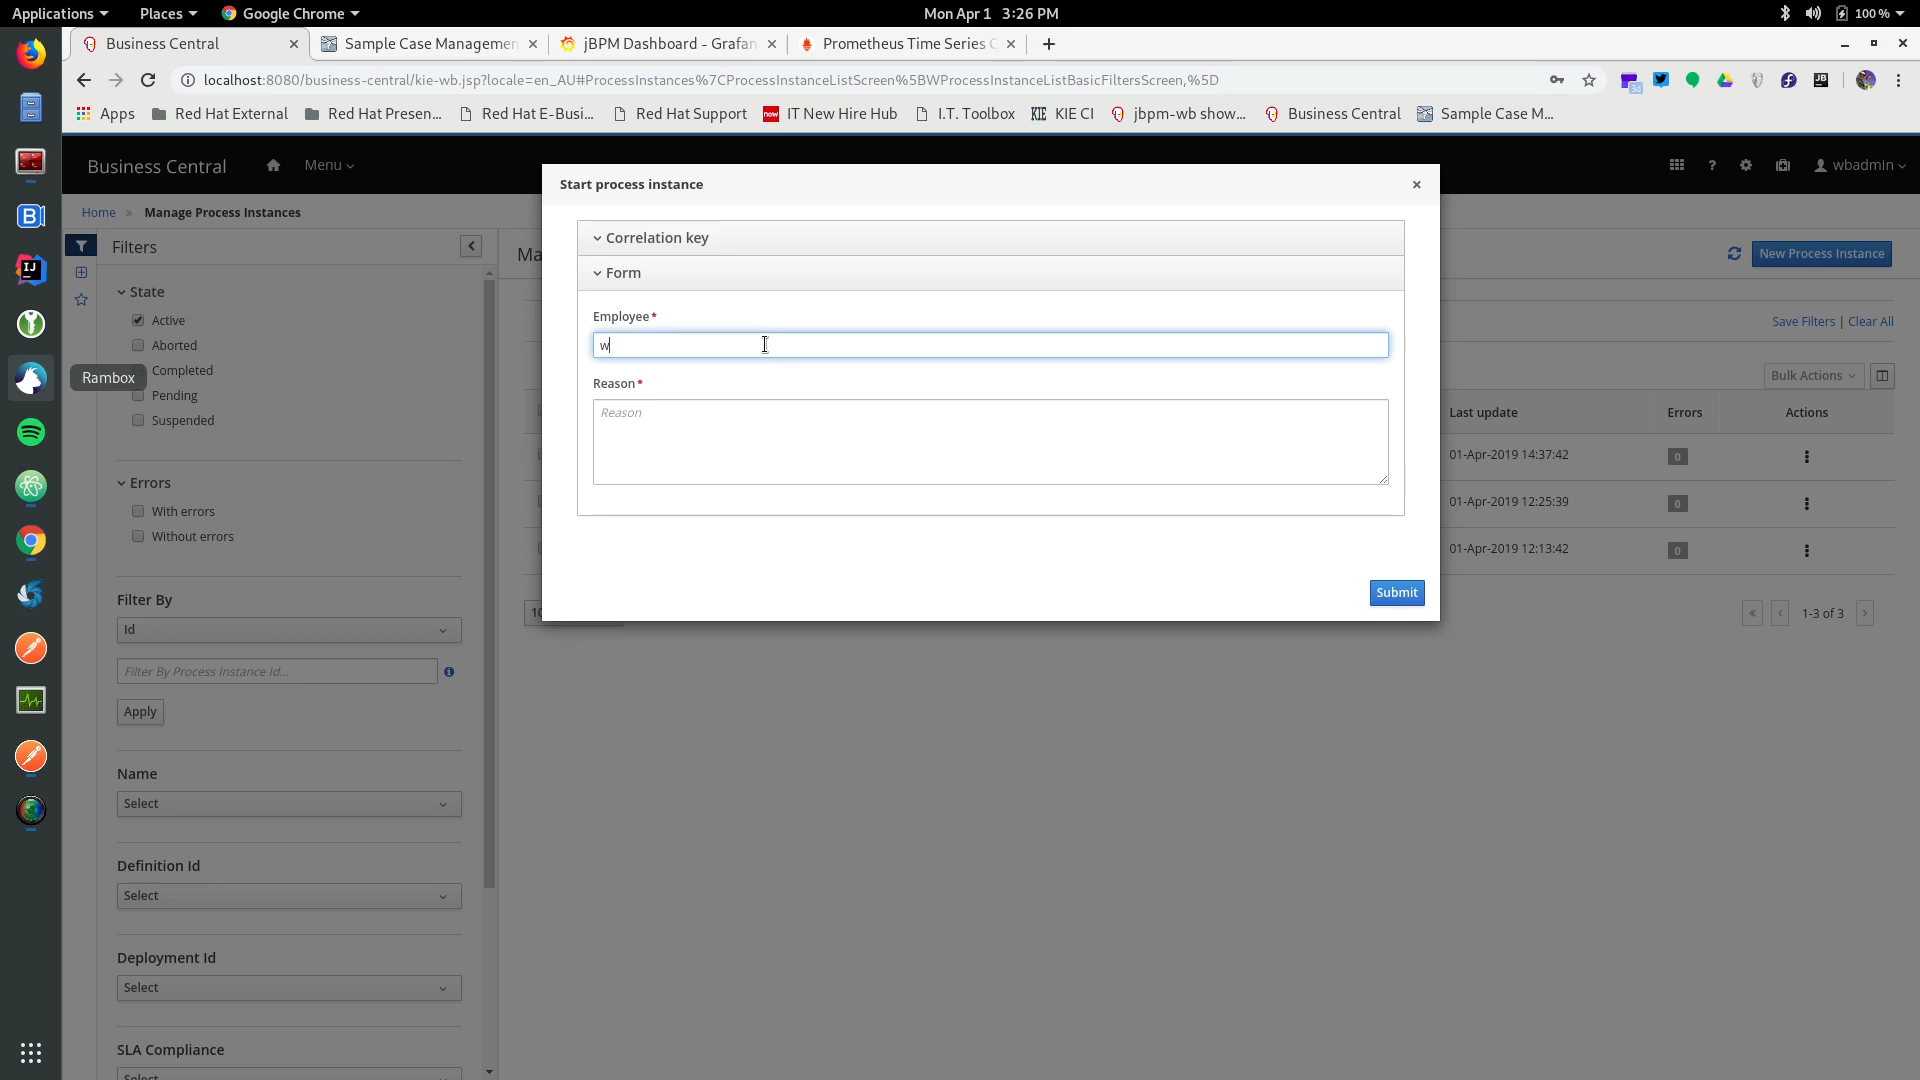 Applications Places Google Chrome Mon Apr 1 3:26 PM 100 %
Business Central Sample Case Managemen jBPM Dashboard - Grafan Prometheus Time Series C
localhost:8080/business-central/kie-wb.jsp?locale=en_AU#ProcessInstances%7CProcessInstanceListScreen%5BWProcessInstanceListBasicFiltersScreen,%5D
Apps Red Hat External Red Hat Presen... Red Hat E-Busi... Red Hat Support now IT New Hire Hub I.T. Toolbox KIE KIE CI jbpm-wb show... Business Central Sample Case M...
Business Central Menu wbadmin
Start process instance
Home » Manage Process Instances
Filters
Correlation key
Ma
New Process Instance
Form
State
Active
Aborted
Completed
Pending
Suspended
Rambox
Employee*
w
Reason*
Reason
Save Filters | Clear All
Bulk Actions
Last update Errors Actions
01-Apr-2019 14:37:42 0
01-Apr-2019 12:25:39 0
01-Apr-2019 12:13:42 0
Errors
With errors
Without errors
Submit
10
1-3 of 3
Filter By
Id
Filter By Process Instance Id...
Apply
Name
Select
Definition Id
Select
Deployment Id
Select
SLA Compliance
Select